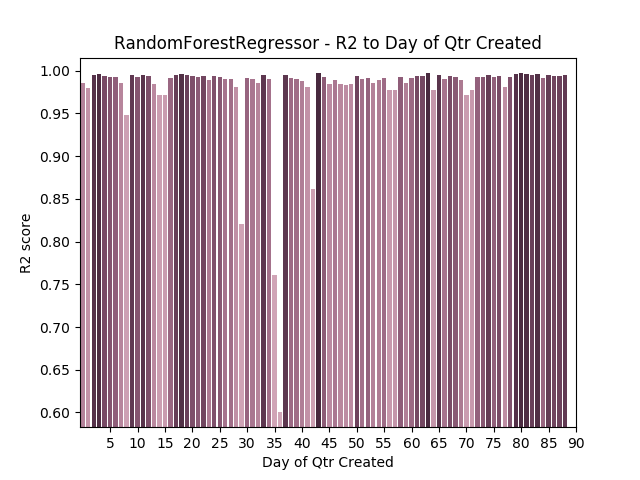 RandomForestRegressor - R2 to Day of Qtr Created
1.00
0.95
0.90
0.85
0.80
0.75
0.70
0.65
0.60
R2 score
5 10 15 20 25 30 35 40 45 50 55 60 65 70 75 80 85 90
Day of Qtr Created